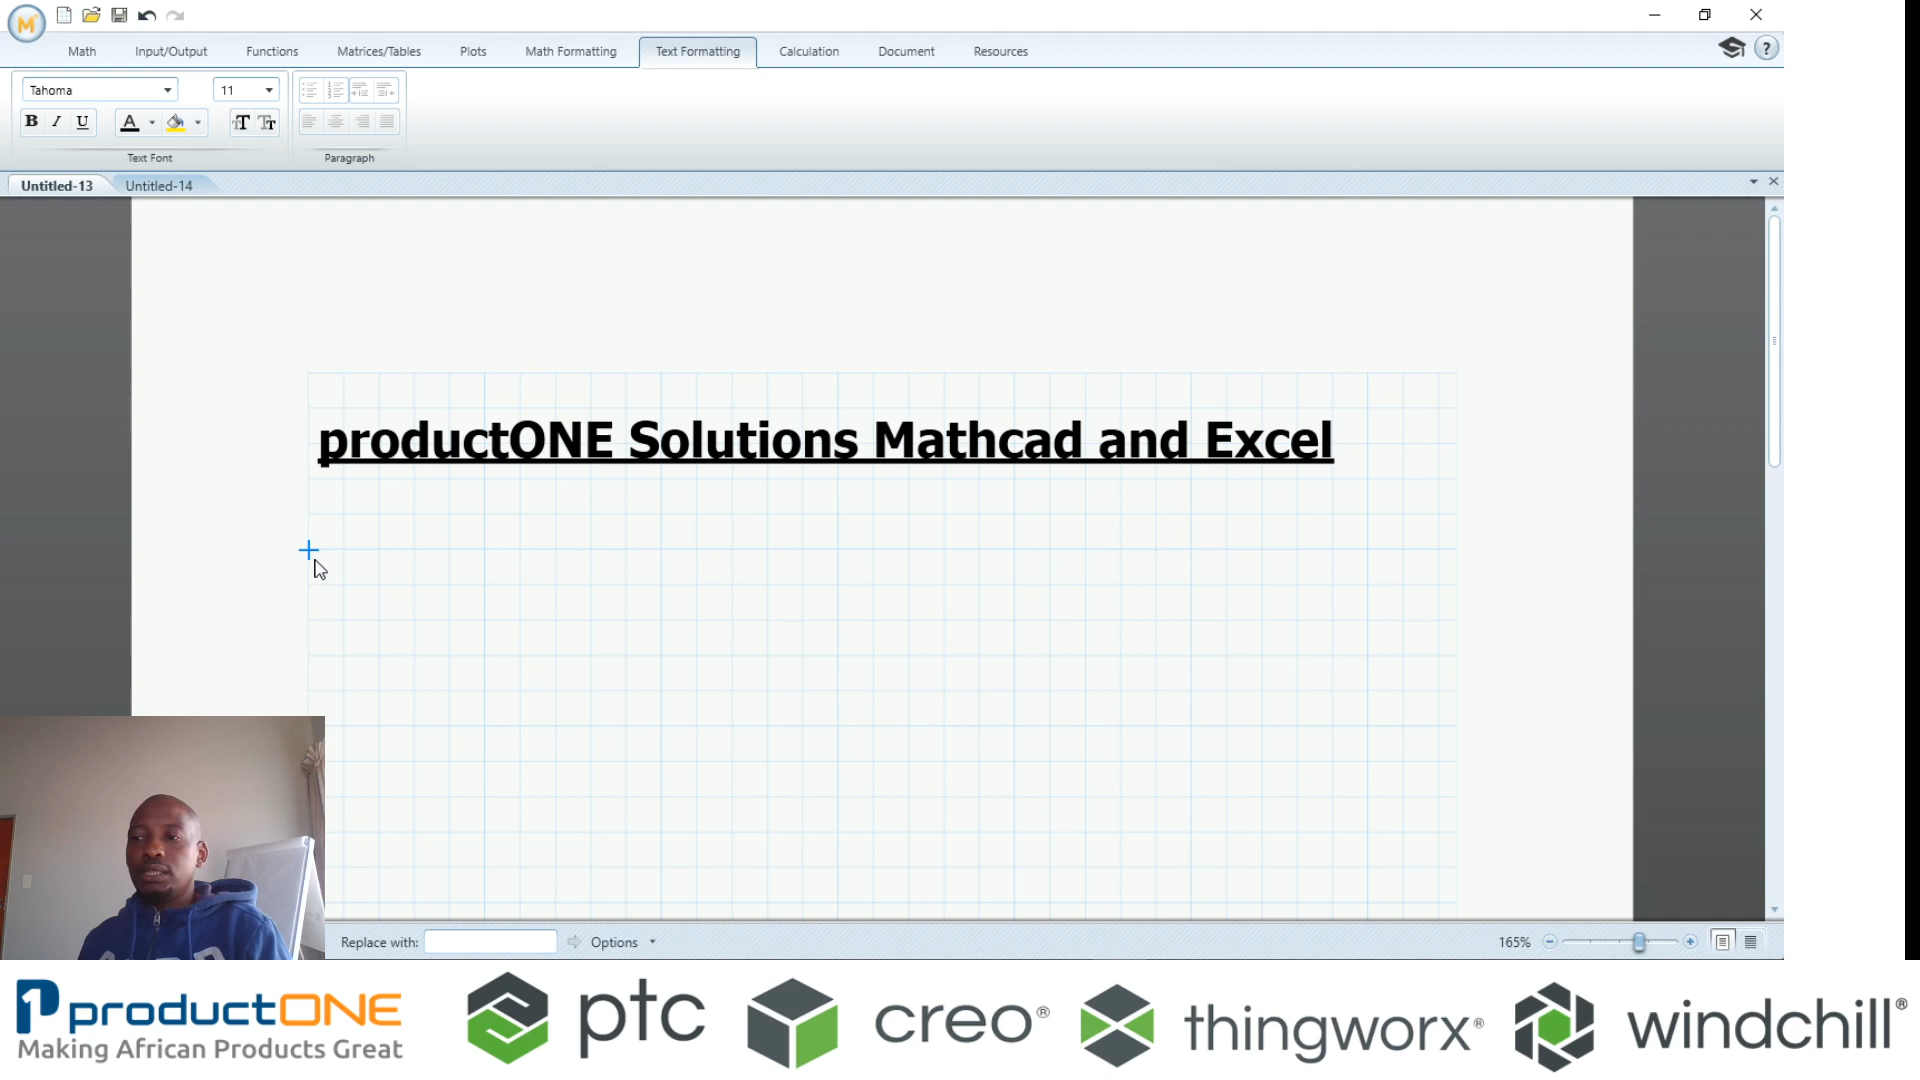 Math Input/Output Functions Matrices/Tables Plots Math Formatting Text Formatting Calculation Document Resources
Tahoma 11
B I U A
Text Font Paragraph
Untitled-13 Untitled-14
productONE Solutions Mathcad and Excel
Replace with: Options 165%
productONE ptc creo® thingworx® windchill®
Making African Products Great